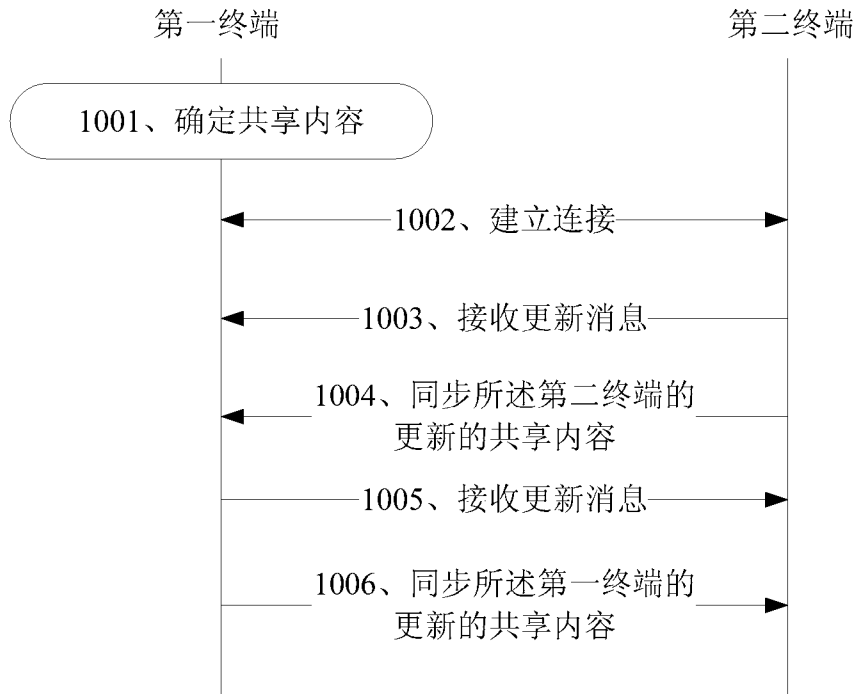 第一终端
第二终端
1001、确定共享内容
1002、建立连接
1003、接收更新消息
1004、同步所述第二终端的
更新的共享内容
1005、接收更新消息
1006、同步所述第一终端的
更新的共享内容